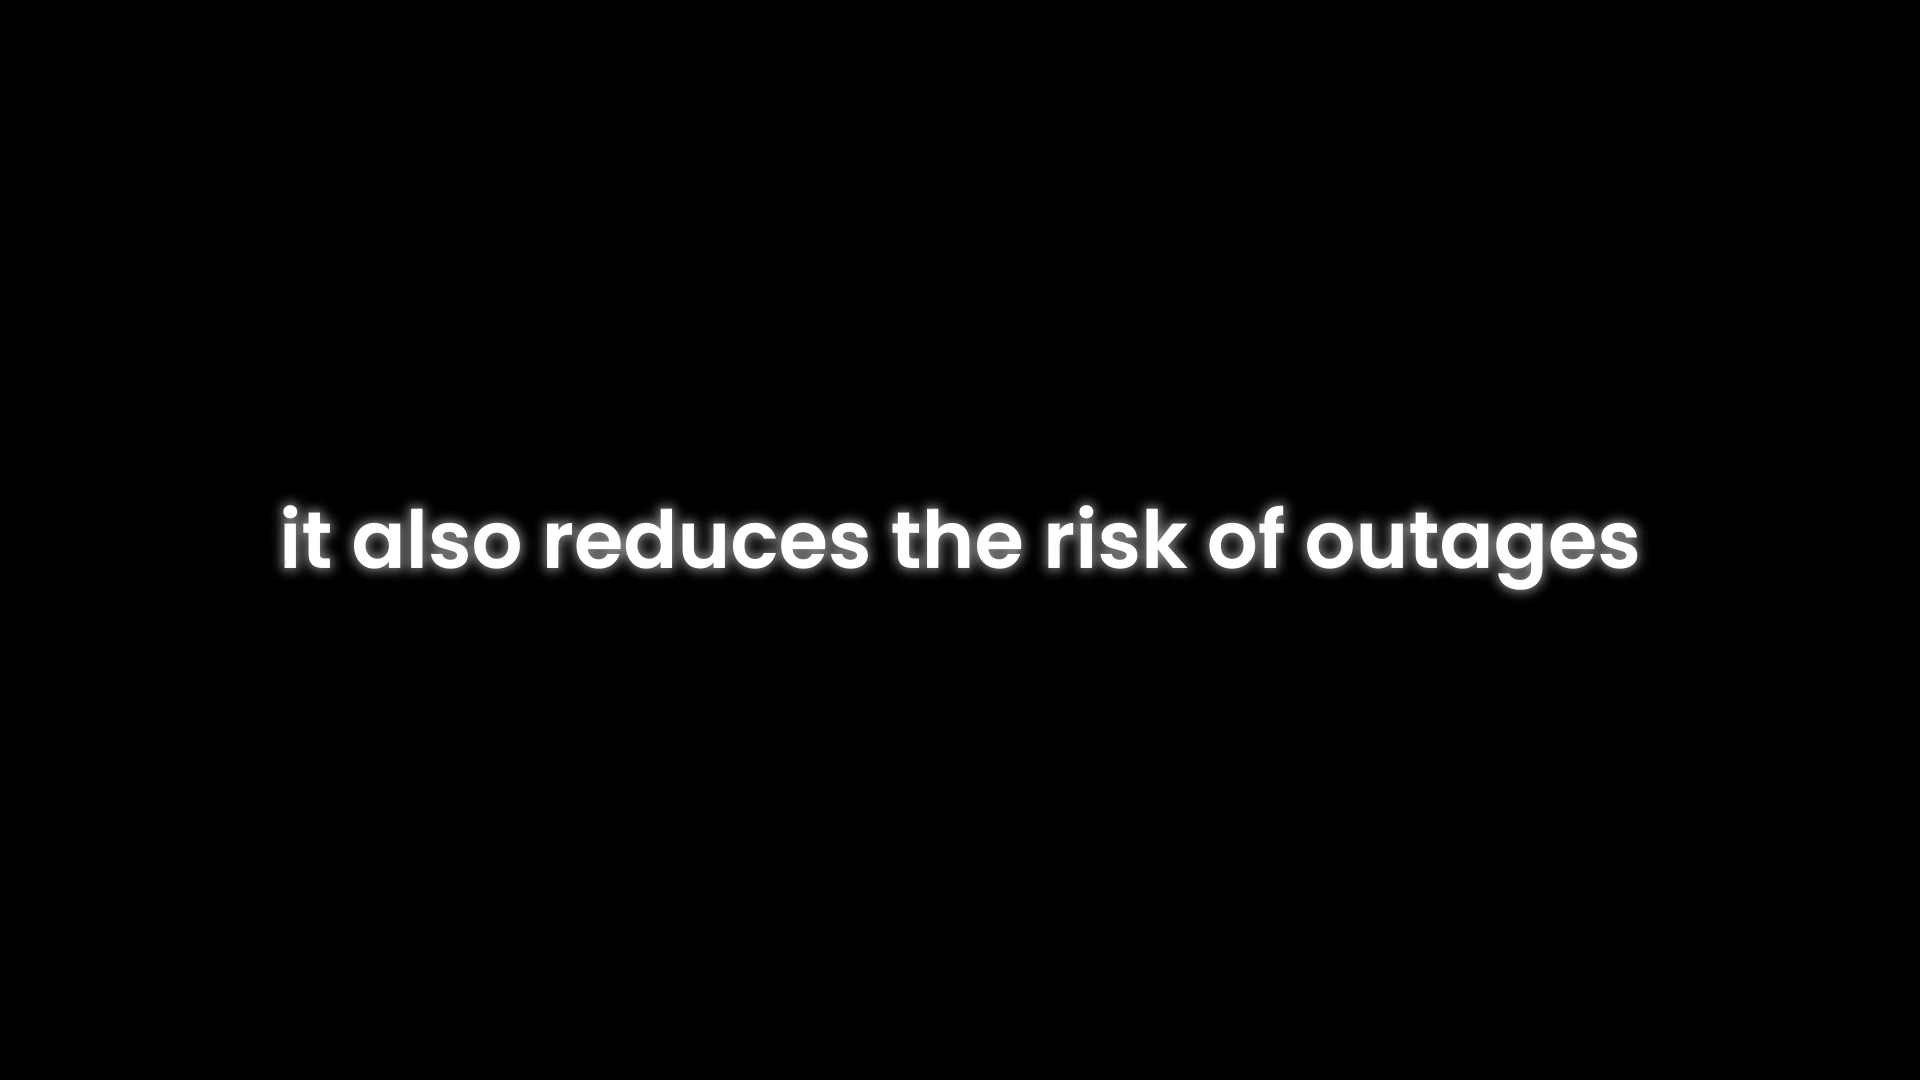 it also reduces the risk of outages